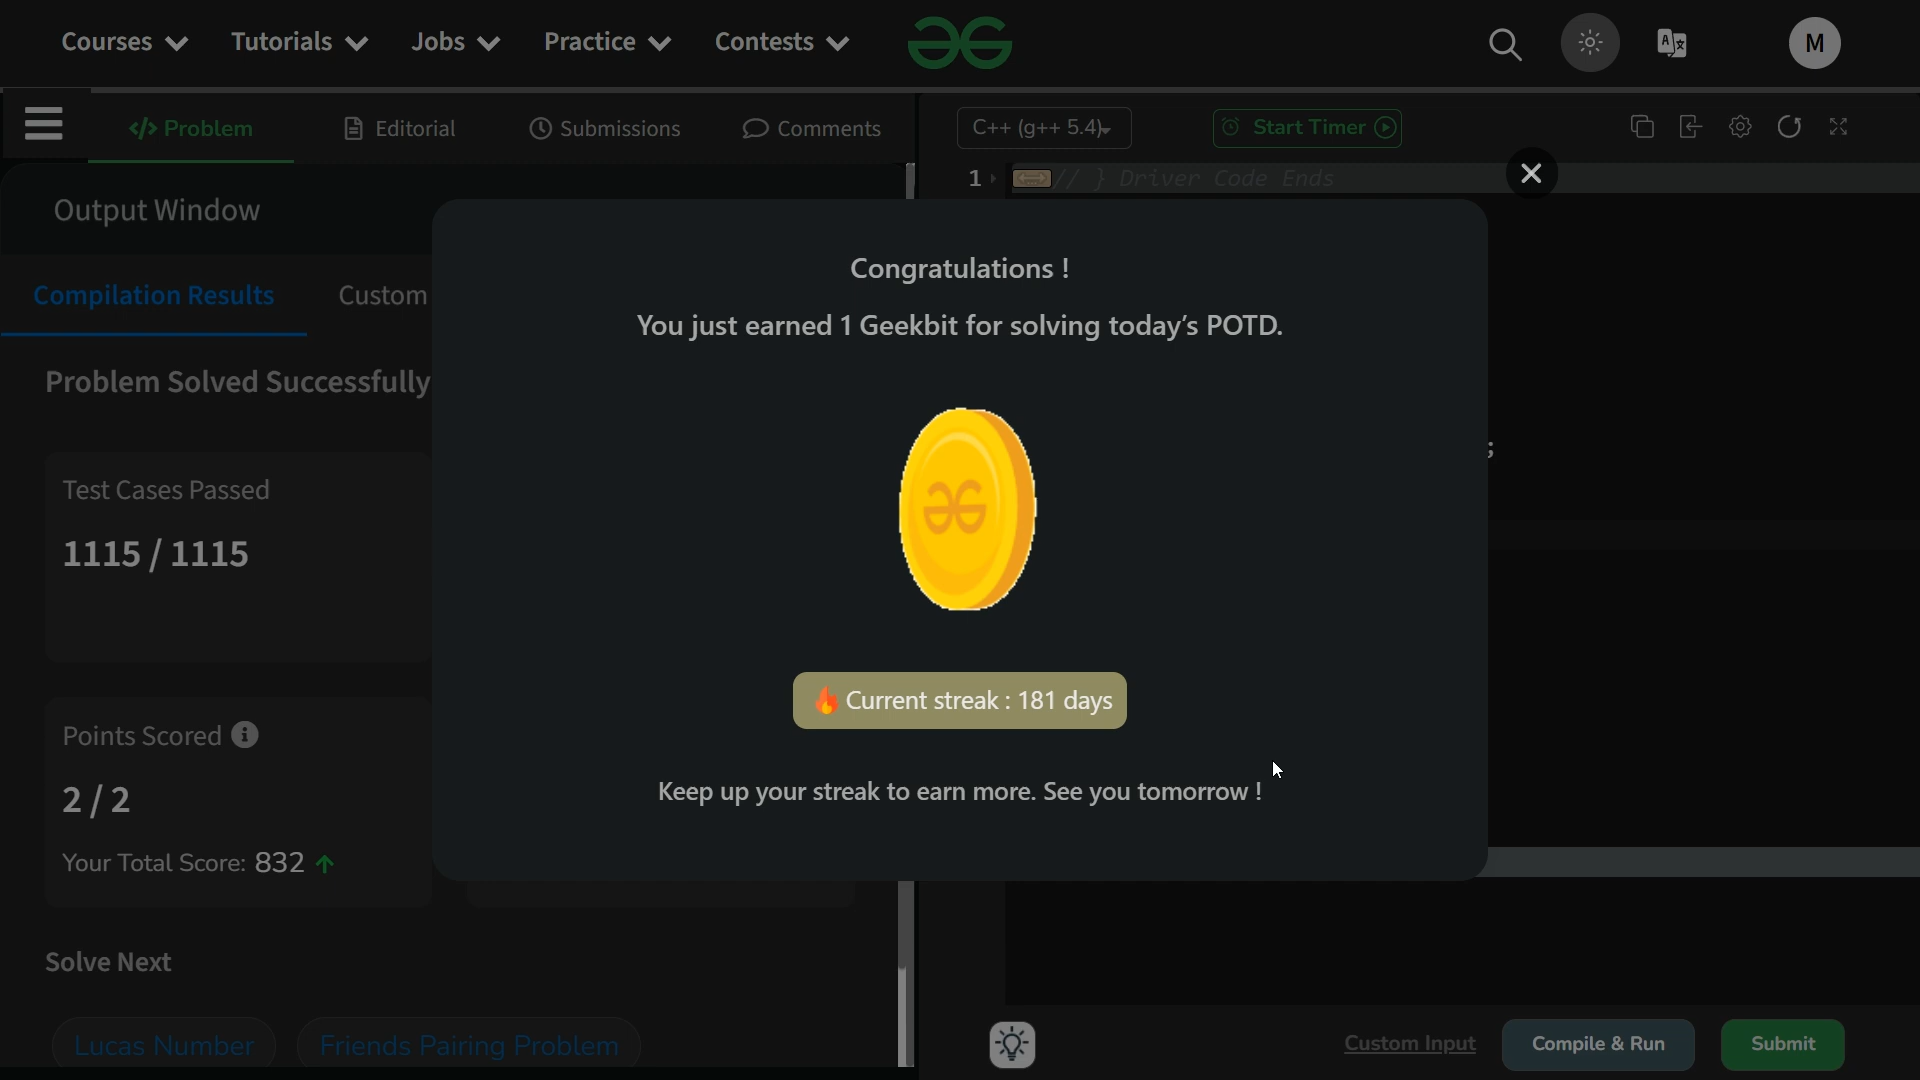 Courses Tutorials Jobs Practice Contests M
Problem Editorial Submissions Comments C++ (g++ 5.4) Start Timer
1 // } Driver Code Ends
Output Window
Compilation Results Custom
Problem Solved Successfully
Test Cases Passed
1115 / 1115
Points Scored
2 / 2
Your Total Score: 832
Solve Next
Lucas Number Friends Pairing Problem
Congratulations !
You just earned 1 Geekbit for solving today's POTD.
Current streak : 181 days
Keep up your streak to earn more. See you tomorrow !
;
Custom Input Compile & Run Submit